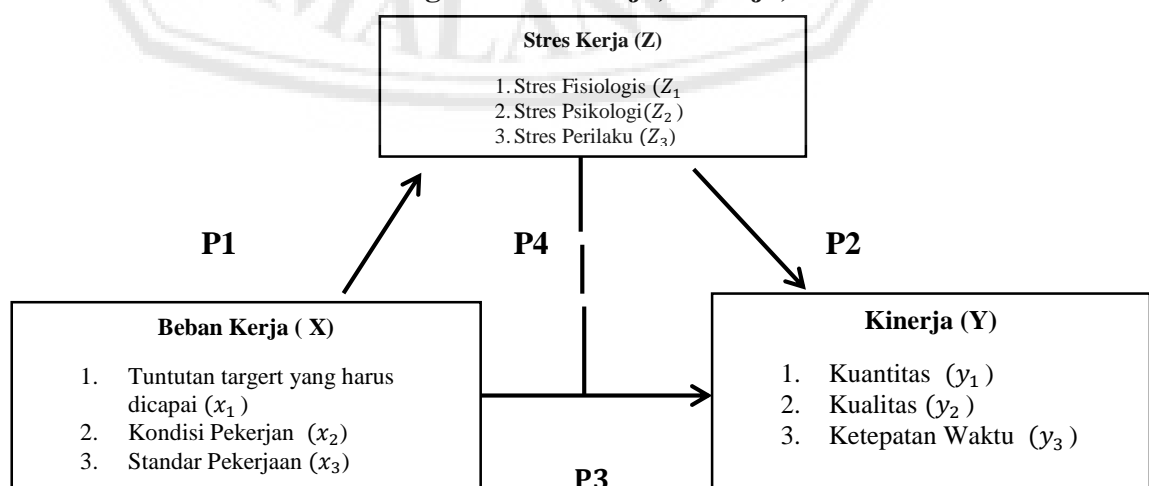 Stres Kerja (Z)
1. Stres Fisiologis (Z₁
2. Stres Psikologi(Z₂ )
3. Stres Perilaku (Z₃)
P1
P4
P2
Beban Kerja ( X)
1. Tuntutan targert yang harus
dicapai (x₁ )
2. Kondisi Pekerjan (x₂)
3. Standar Pekerjaan (x₃)
Kinerja (Y)
1. Kuantitas (y₁ )
2. Kualitas (y₂ )
3. Ketepatan Waktu (y₃ )
P3